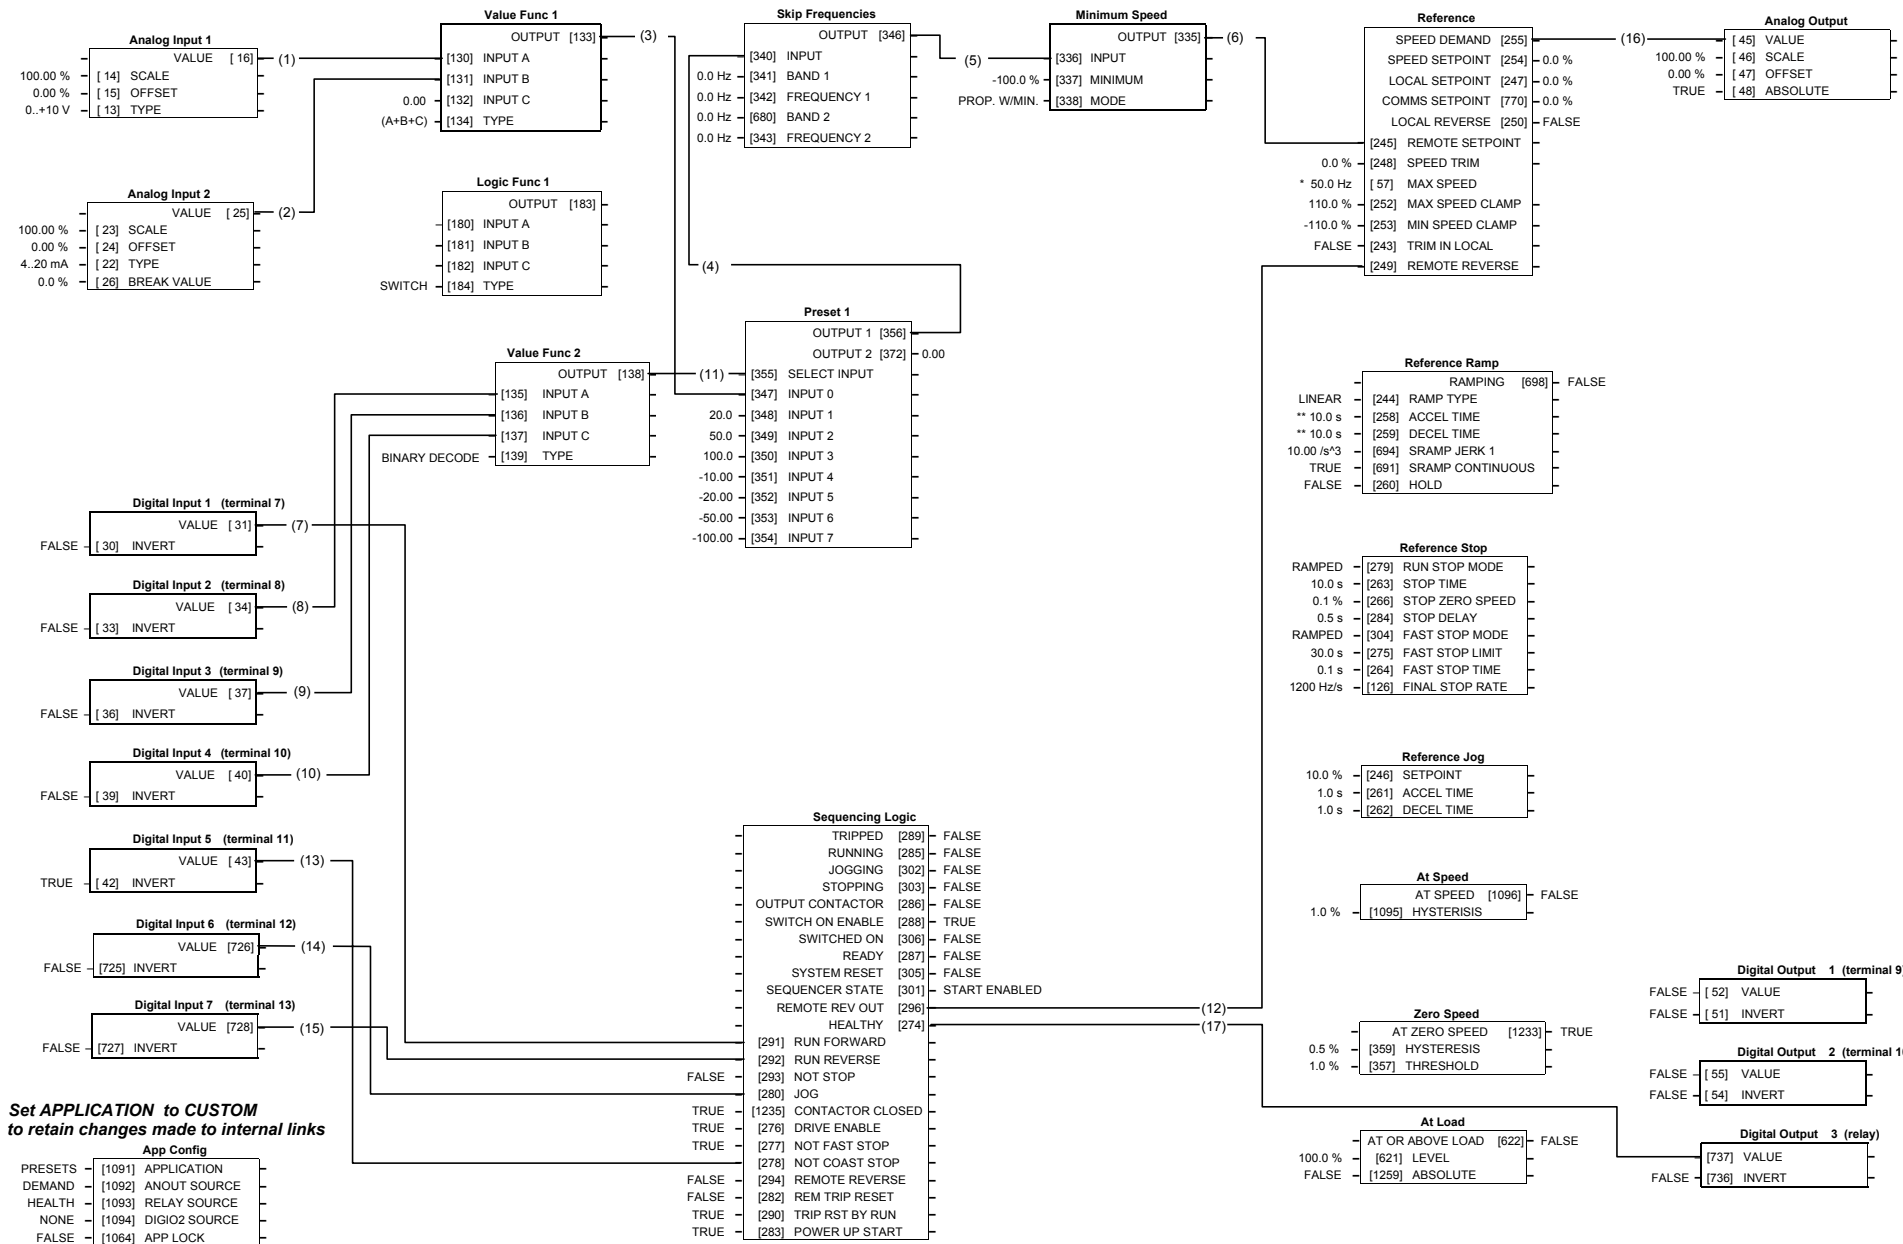 Analog Input 1
VALUE [ 16] (1)
100.00 % [ 14] SCALE
0.00 % [ 15] OFFSET
0..+10 V [ 13] TYPE
Analog Input 2
VALUE [ 25] (2)
100.00 % [ 23] SCALE
0.00 % [ 24] OFFSET
4..20 mA [ 22] TYPE
0.0 % [ 26] BREAK VALUE
Value Func 1
OUTPUT [133] (3)
[130] INPUT A
[131] INPUT B
0.00 [132] INPUT C
(A+B+C) [134] TYPE
Logic Func 1
OUTPUT [183]
[180] INPUT A
[181] INPUT B
[182] INPUT C
SWITCH [184] TYPE
Skip Frequencies
OUTPUT [346] (5)
[340] INPUT
0.0 Hz [341] BAND 1
0.0 Hz [342] FREQUENCY 1
0.0 Hz [680] BAND 2
0.0 Hz [343] FREQUENCY 2
(4)
Minimum Speed
OUTPUT [335] (6)
[336] INPUT
-100.0 % [337] MINIMUM
PROP. W/MIN. [338] MODE
Reference
SPEED DEMAND [255] (16)
SPEED SETPOINT [254] 0.0 %
LOCAL SETPOINT [247] 0.0 %
COMMS SETPOINT [770] 0.0 %
LOCAL REVERSE [250] FALSE
[245] REMOTE SETPOINT
0.0 % [248] SPEED TRIM
* 50.0 Hz [ 57] MAX SPEED
110.0 % [252] MAX SPEED CLAMP
-110.0 % [253] MIN SPEED CLAMP
FALSE [243] TRIM IN LOCAL
[249] REMOTE REVERSE
Analog Output
[ 45] VALUE
100.00 % [ 46] SCALE
0.00 % [ 47] OFFSET
TRUE [ 48] ABSOLUTE
Value Func 2
OUTPUT [138] (11)
[135] INPUT A
[136] INPUT B
[137] INPUT C
BINARY DECODE [139] TYPE
Preset 1
OUTPUT 1 [356]
OUTPUT 2 [372] 0.00
[355] SELECT INPUT
[347] INPUT 0
20.0 [348] INPUT 1
50.0 [349] INPUT 2
100.0 [350] INPUT 3
-10.00 [351] INPUT 4
-20.00 [352] INPUT 5
-50.00 [353] INPUT 6
-100.00 [354] INPUT 7
Reference Ramp
RAMPING [698] FALSE
LINEAR [244] RAMP TYPE
** 10.0 s [258] ACCEL TIME
** 10.0 s [259] DECEL TIME
10.00 /s^3 [694] SRAMP JERK 1
TRUE [691] SRAMP CONTINUOUS
FALSE [260] HOLD
Digital Input 1 (terminal 7)
VALUE [ 31] (7)
FALSE [ 30] INVERT
Digital Input 2 (terminal 8)
VALUE [ 34] (8)
FALSE [ 33] INVERT
Digital Input 3 (terminal 9)
VALUE [ 37] (9)
FALSE [ 36] INVERT
Digital Input 4 (terminal 10)
VALUE [ 40] (10)
FALSE [ 39] INVERT
Digital Input 5 (terminal 11)
VALUE [ 43] (13)
TRUE [ 42] INVERT
Digital Input 6 (terminal 12)
VALUE [726] (14)
FALSE [725] INVERT
Digital Input 7 (terminal 13)
VALUE [728] (15)
FALSE [727] INVERT
Reference Stop
RAMPED [279] RUN STOP MODE
10.0 s [263] STOP TIME
0.1 % [266] STOP ZERO SPEED
0.5 s [284] STOP DELAY
RAMPED [304] FAST STOP MODE
30.0 s [275] FAST STOP LIMIT
0.1 s [264] FAST STOP TIME
1200 Hz/s [126] FINAL STOP RATE
Reference Jog
10.0 % [246] SETPOINT
1.0 s [261] ACCEL TIME
1.0 s [262] DECEL TIME
Sequencing Logic
TRIPPED [289] FALSE
RUNNING [285] FALSE
JOGGING [302] FALSE
STOPPING [303] FALSE
OUTPUT CONTACTOR [286] FALSE
SWITCH ON ENABLE [288] TRUE
SWITCHED ON [306] FALSE
READY [287] FALSE
SYSTEM RESET [305] FALSE
SEQUENCER STATE [301] START ENABLED
REMOTE REV OUT [296] (12)
HEALTHY [274] (17)
[291] RUN FORWARD
[292] RUN REVERSE
FALSE [293] NOT STOP
[280] JOG
TRUE [1235] CONTACTOR CLOSED
TRUE [276] DRIVE ENABLE
TRUE [277] NOT FAST STOP
[278] NOT COAST STOP
FALSE [294] REMOTE REVERSE
FALSE [282] REM TRIP RESET
TRUE [290] TRIP RST BY RUN
TRUE [283] POWER UP START
At Speed
AT SPEED [1096] FALSE
1.0 % [1095] HYSTERISIS
Zero Speed
AT ZERO SPEED [1233] TRUE
0.5 % [359] HYSTERESIS
1.0 % [357] THRESHOLD
At Load
AT OR ABOVE LOAD [622] FALSE
100.0 % [621] LEVEL
FALSE [1259] ABSOLUTE
Digital Output 1 (terminal 9)
FALSE [ 52] VALUE
FALSE [ 51] INVERT
Digital Output 2 (terminal 1
FALSE [ 55] VALUE
FALSE [ 54] INVERT
Digital Output 3 (relay)
[737] VALUE
FALSE [736] INVERT
Set APPLICATION to CUSTOM
to retain changes made to internal links
App Config
PRESETS [1091] APPLICATION
DEMAND [1092] ANOUT SOURCE
HEALTH [1093] RELAY SOURCE
NONE [1094] DIGIO2 SOURCE
FALSE [1064] APP LOCK